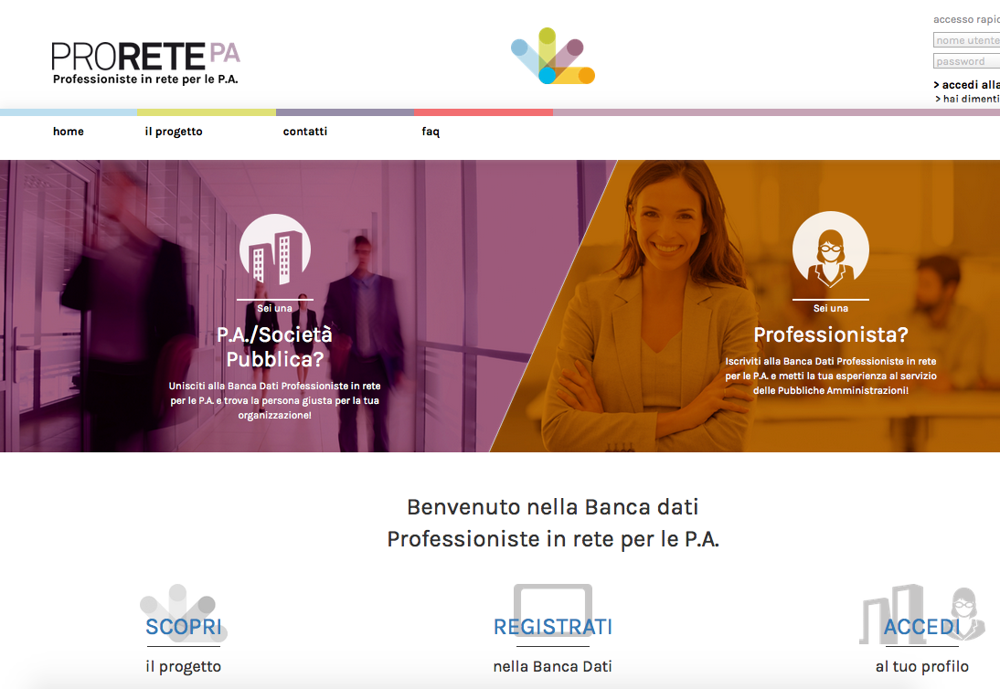 PRORETE PA
Professioniste in rete per le P.A.
accesso rapid
nome utente
password
> accedi alla
> hai dimenti
home
il progetto
contatti
faq
Sei una
P.A./Società
Pubblica?
Unisciti alla Banca Dati Professioniste in rete
per le P.A. e trova la persona giusta per la tua
organizzazione!
Sei una
Professionista?
Iscriviti alla Banca Dati Professioniste in rete
per le P.A. e metti la tua esperienza al servizio
delle Pubbliche Amministrazioni!
Benvenuto nella Banca dati
Professioniste in rete per le P.A.
SCOPRI
il progetto
REGISTRATI
nella Banca Dati
ACCEDI
al tuo profilo